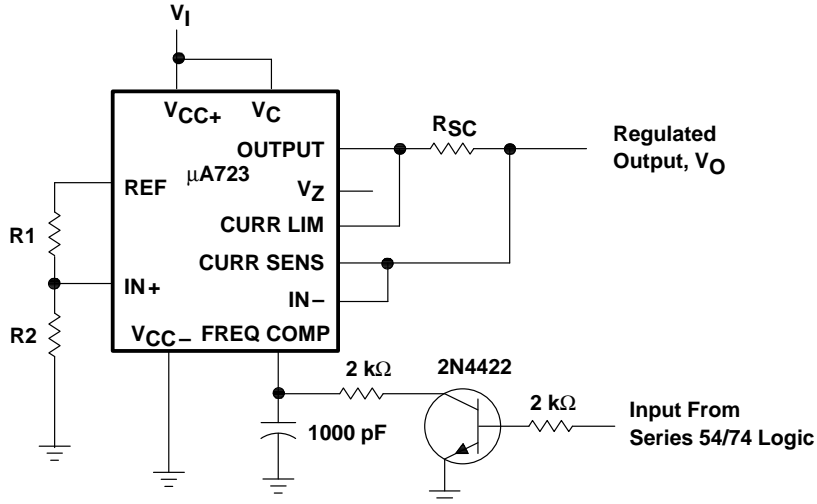 VI
VCC+
VC
OUTPUT
RSC
Regulated
Output, VO
μA723
REF
VZ
R1
CURR LIM
CURR SENS
IN+
IN−
R2
VCC−
FREQ COMP
2 kΩ
2N4422
1000 pF
2 kΩ
Input From
Series 54/74 Logic